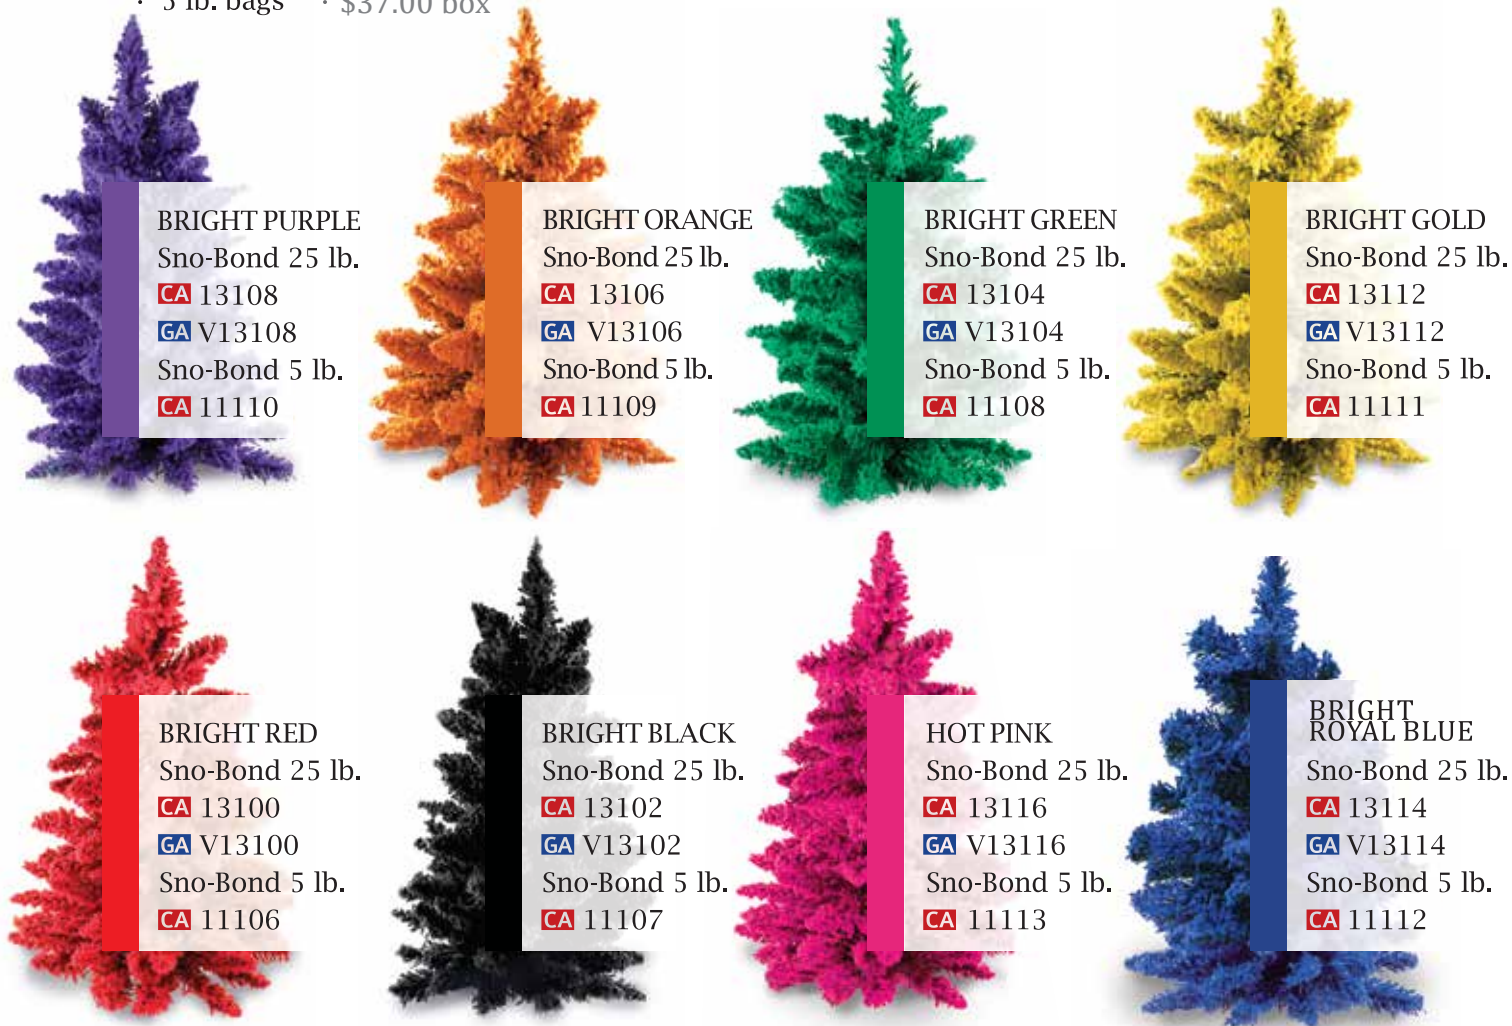 · 5 lb. bags · $37.00 box
BRIGHT PURPLE
Sno-Bond 25 lb.
CA 13108
GA V13108
Sno-Bond 5 lb.
CA 11110
BRIGHT ORANGE
Sno-Bond 25 lb.
CA 13106
GA V13106
Sno-Bond 5 lb.
CA 11109
BRIGHT GREEN
Sno-Bond 25 lb.
CA 13104
GA V13104
Sno-Bond 5 lb.
CA 11108
BRIGHT GOLD
Sno-Bond 25 lb.
CA 13112
GA V13112
Sno-Bond 5 lb.
CA 11111
BRIGHT RED
Sno-Bond 25 lb.
CA 13100
GA V13100
Sno-Bond 5 lb.
CA 11106
BRIGHT BLACK
Sno-Bond 25 lb.
CA 13102
GA V13102
Sno-Bond 5 lb.
CA 11107
HOT PINK
Sno-Bond 25 lb.
CA 13116
GA V13116
Sno-Bond 5 lb.
CA 11113
BRIGHT
ROYAL BLUE
Sno-Bond 25 lb.
CA 13114
GA V13114
Sno-Bond 5 lb.
CA 11112